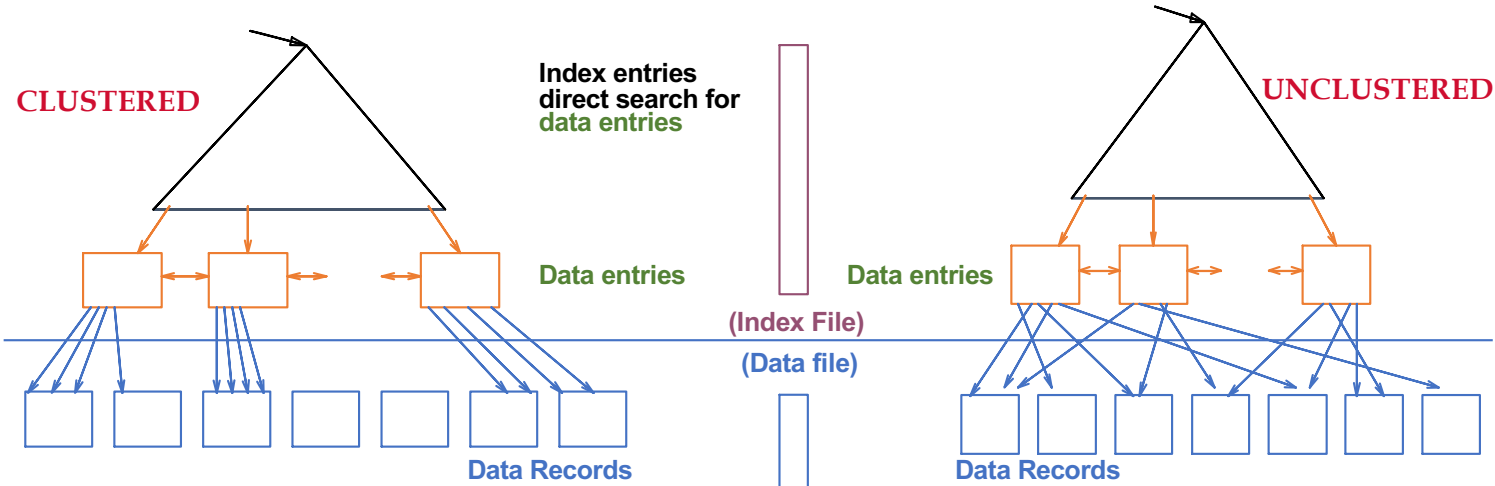 CLUSTERED
Index entries
direct search for
data entries
UNCLUSTERED
Data entries
Data entries
(Index File)
(Data file)
Data Records
Data Records